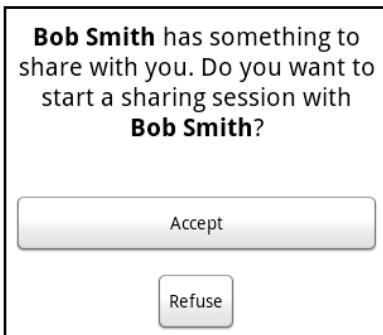 Bob Smith has something to
share with you. Do you want to
start a sharing session with
Bob Smith?
Accept
Refuse